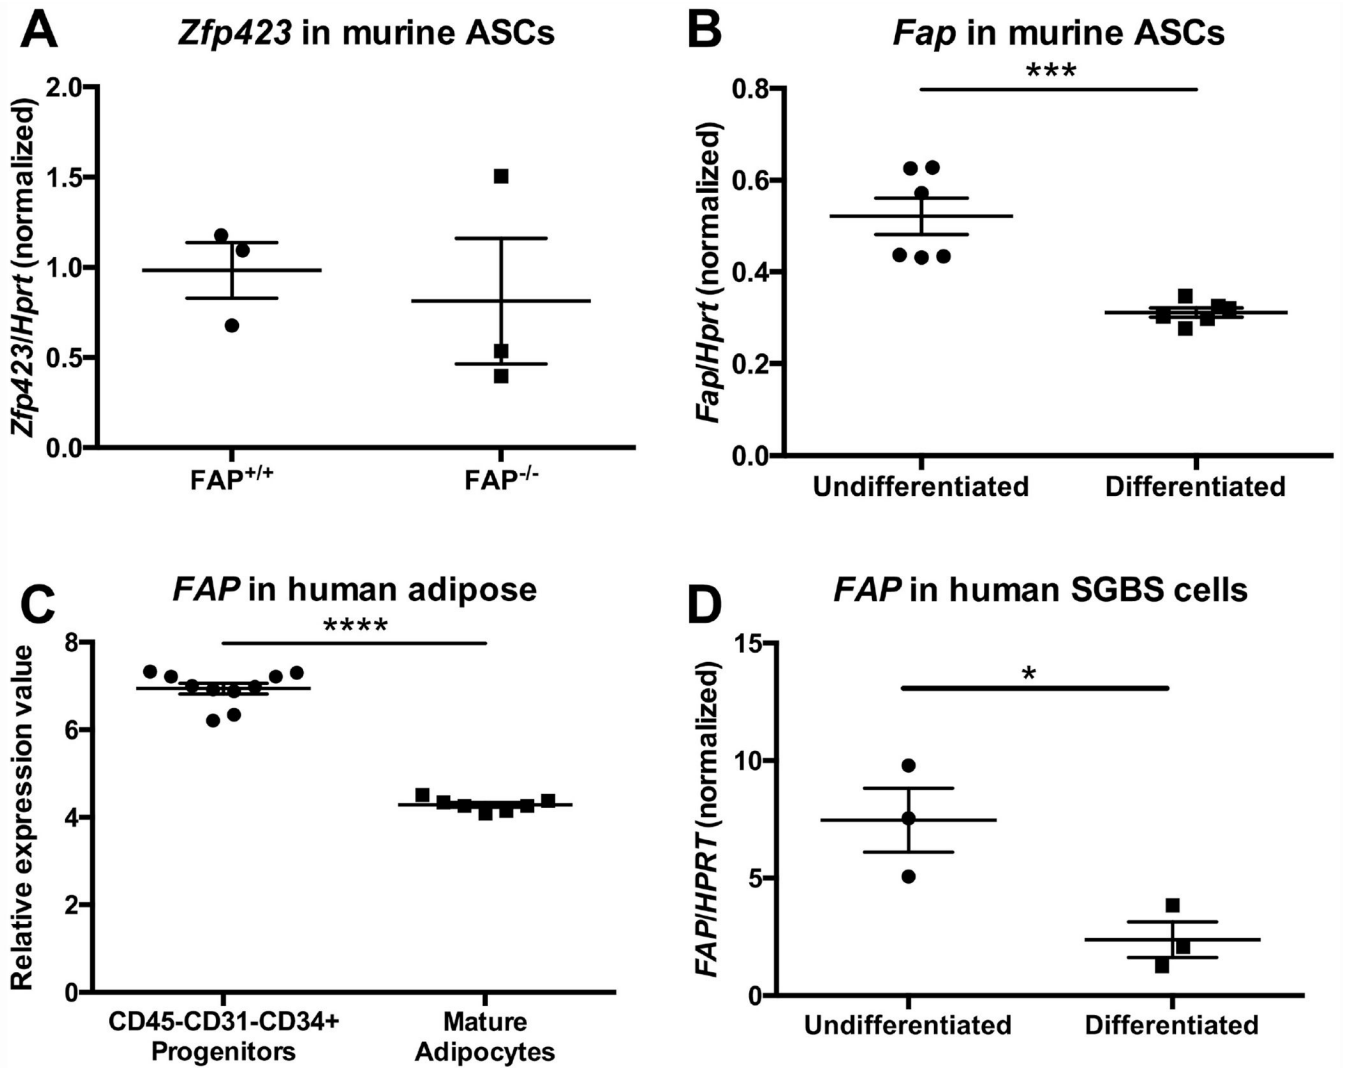 A
Zfp423 in murine ASCs
Zfp423/Hprt (normalized)
2.0
1.5
1.0
0.5
0.0
FAP+/+
FAP-/-
B
Fap in murine ASCs
***
Fap/Hprt (normalized)
0.8
0.6
0.4
0.2
0.0
Undifferentiated
Differentiated
C
FAP in human adipose
****
Relative expression value
8
6
4
2
0
CD45-CD31-CD34+
Progenitors
Mature
Adipocytes
D
FAP in human SGBS cells
*
FAP/HPRT (normalized)
15
10
5
0
Undifferentiated
Differentiated